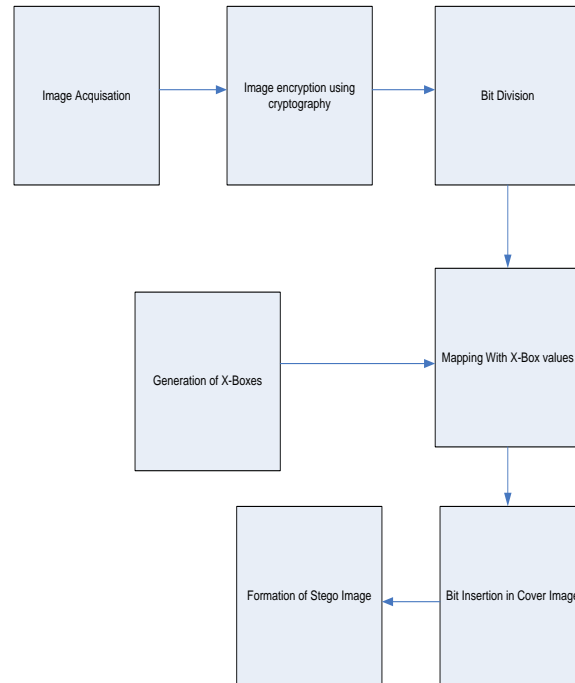 Image Acquisation
Image encryption using
cryptography
Bit Division
Generation of X-Boxes
Mapping With X-Box values
Formation of Stego Image
Bit Insertion in Cover Image